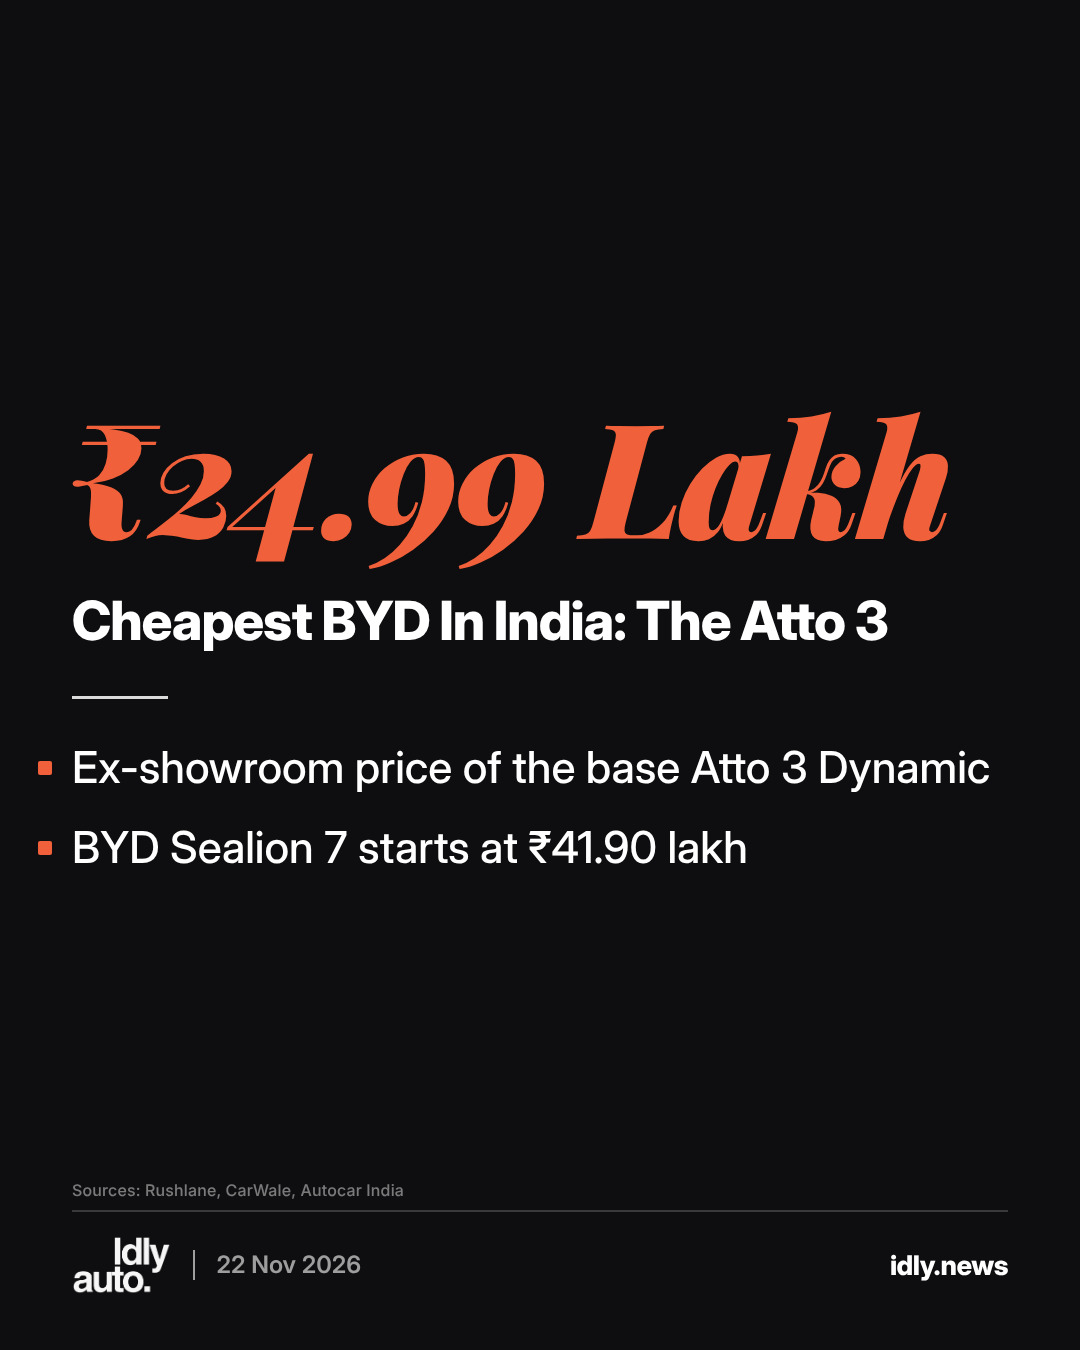 ₹24.99 Lakh
Cheapest BYD In India: The Atto 3
Ex-showroom price of the base Atto 3 Dynamic
BYD Sealion 7 starts at ₹41.90 lakh
Sources: Rushlane, CarWale, Autocar India
Idly
auto.
22 Nov 2026
idly.news